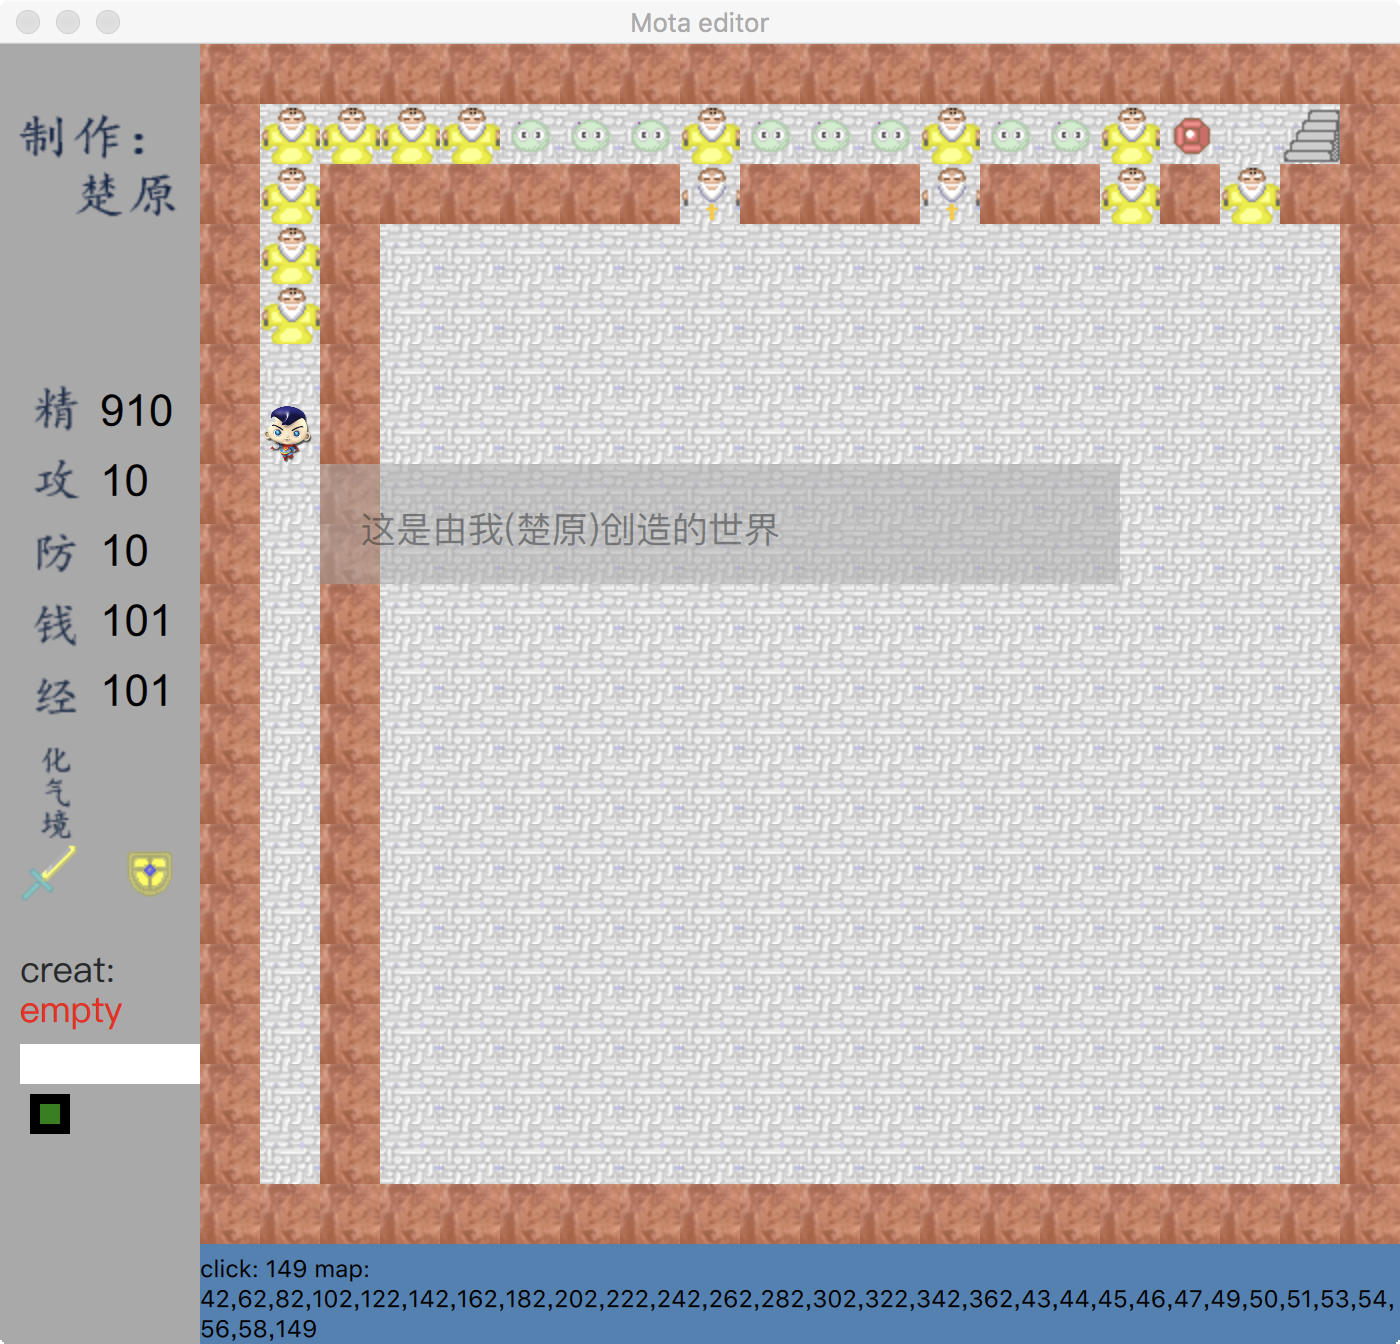 Mota editor
制作：
楚原
精 910
攻 10
防 10
钱 101
经 101
化
气
境
这是由我(楚原)创造的世界
creat:
empty
click: 149 map:
42,62,82,102,122,142,162,182,202,222,242,262,282,302,322,342,362,43,44,45,46,47,49,50,51,53,54,
56,58,149